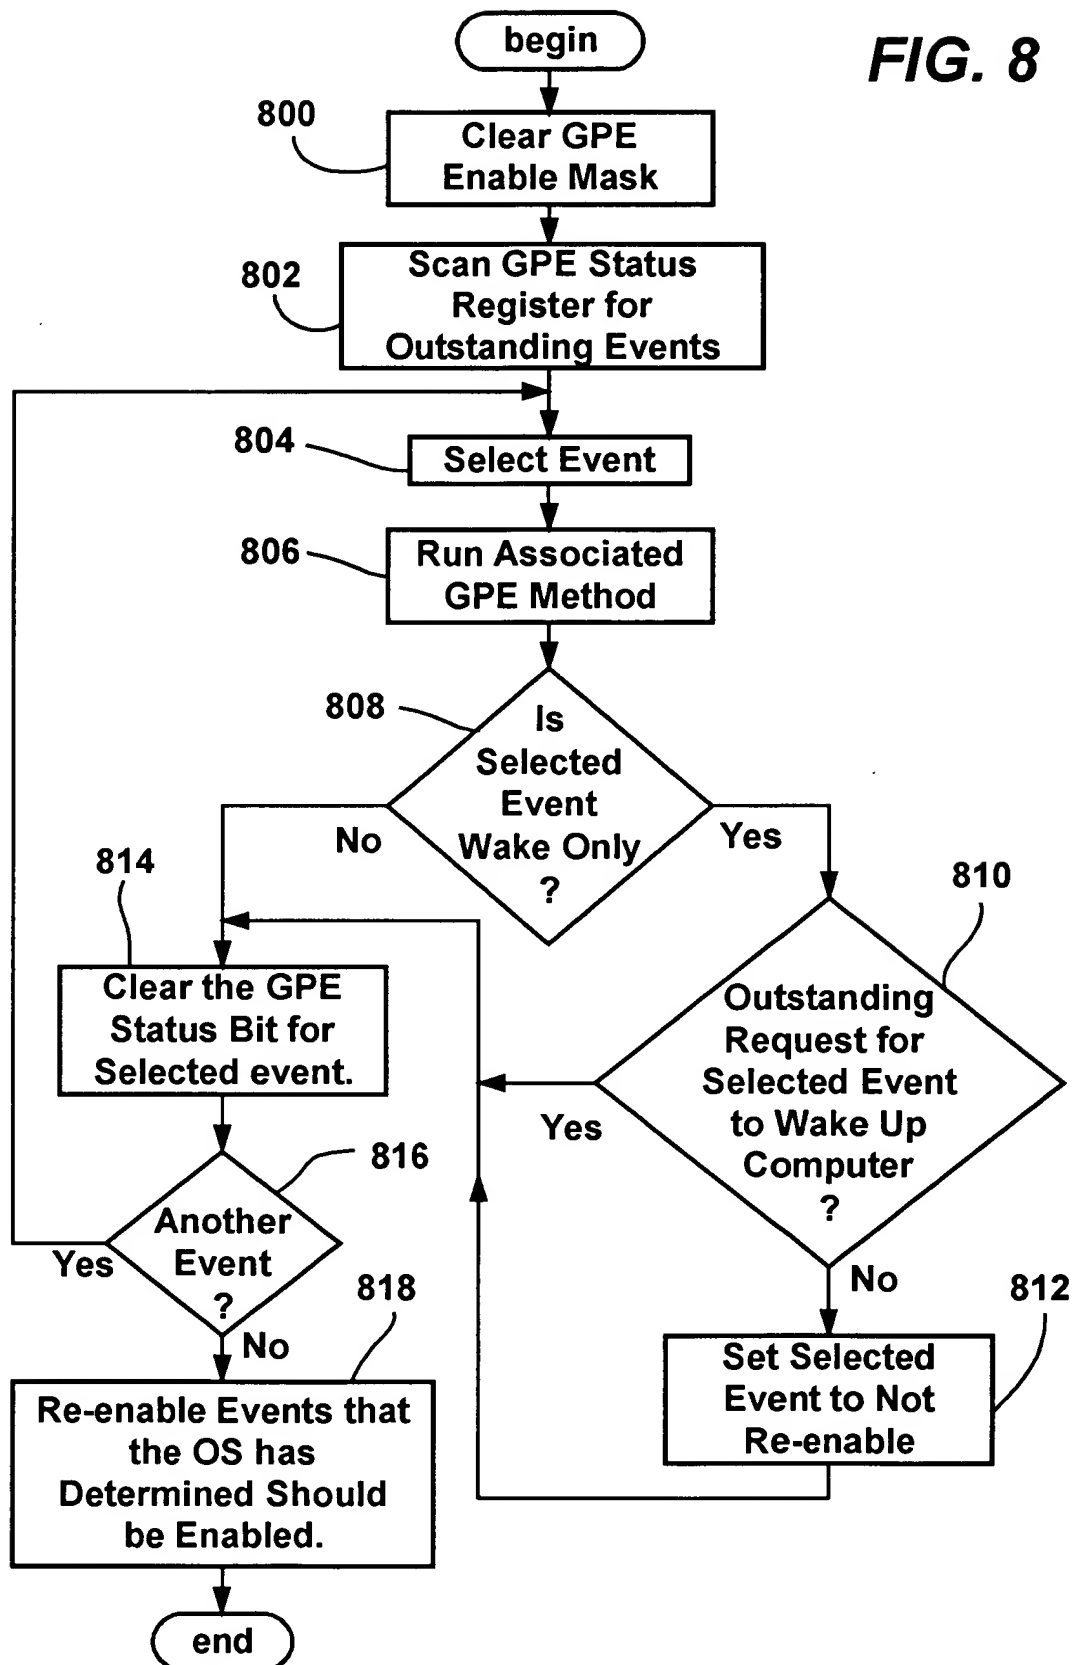 begin
FIG. 8
800
Clear GPE
Enable Mask
802
Scan GPE Status
Register for
Outstanding Events
804
Select Event
806
Run Associated
GPE Method
808
Is
Selected
Event
Wake Only
?
No
Yes
814
810
Clear the GPE
Status Bit for
Selected event.
Outstanding
Request for
Selected Event
to Wake Up
Computer
?
Yes
No
816
Another
Event
?
Yes
No
818
812
Set Selected
Event to Not
Re-enable
Re-enable Events that
the OS has
Determined Should
be Enabled.
end